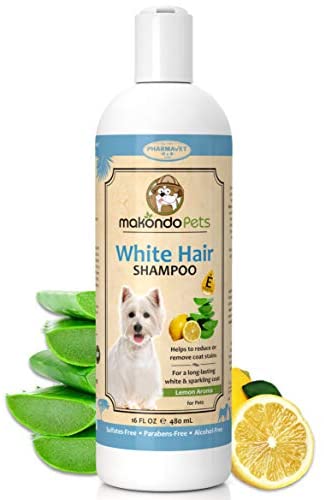 PHARMAVET
makondo Pets
White Hair
SHAMPOO
E
Helps to reduce or
remove coat stains
For a long-lasting
white & sparkling coat
Lemon Aroma
for Pets
16 FL OZ 480 mL
Sulfates-Free • Parabens-Free • Alcohol-Free